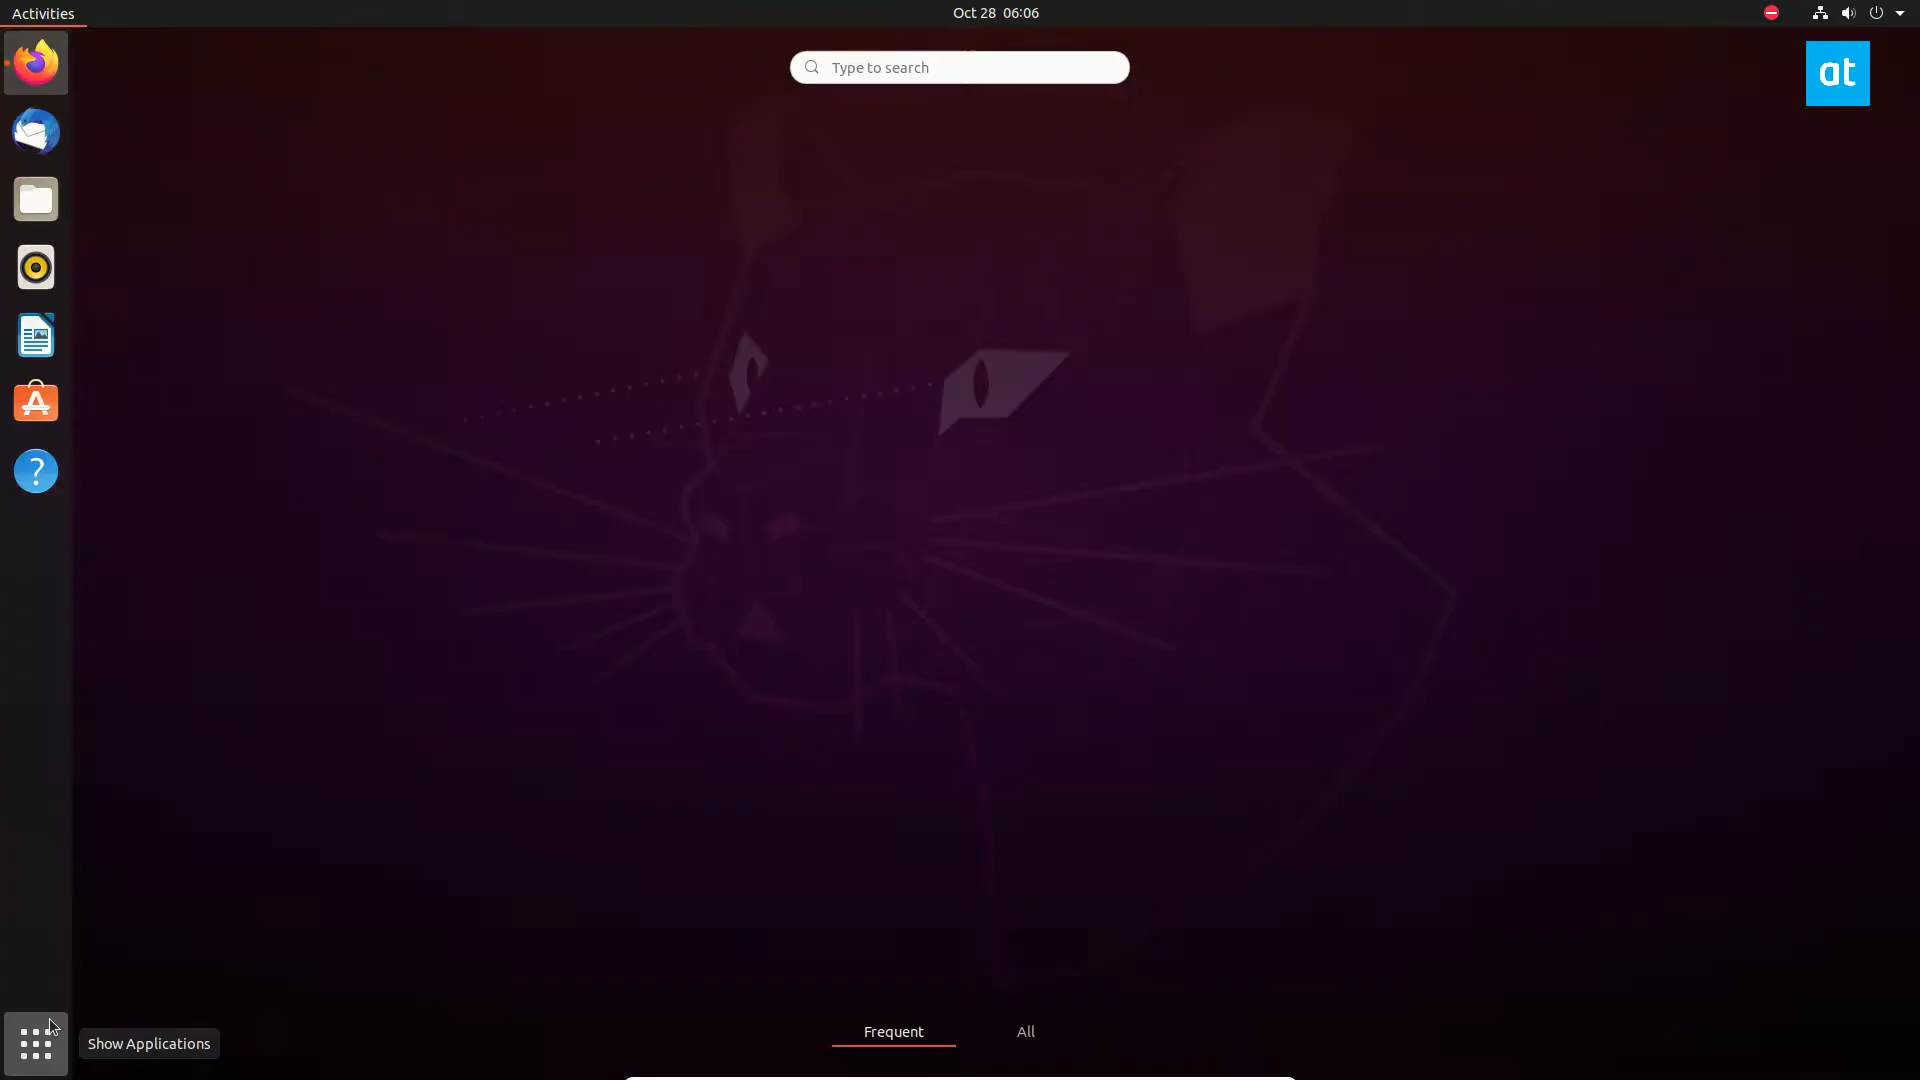 Activities
Oct 28 06:06
Type to search
at
?
Frequent
All
Show Applications